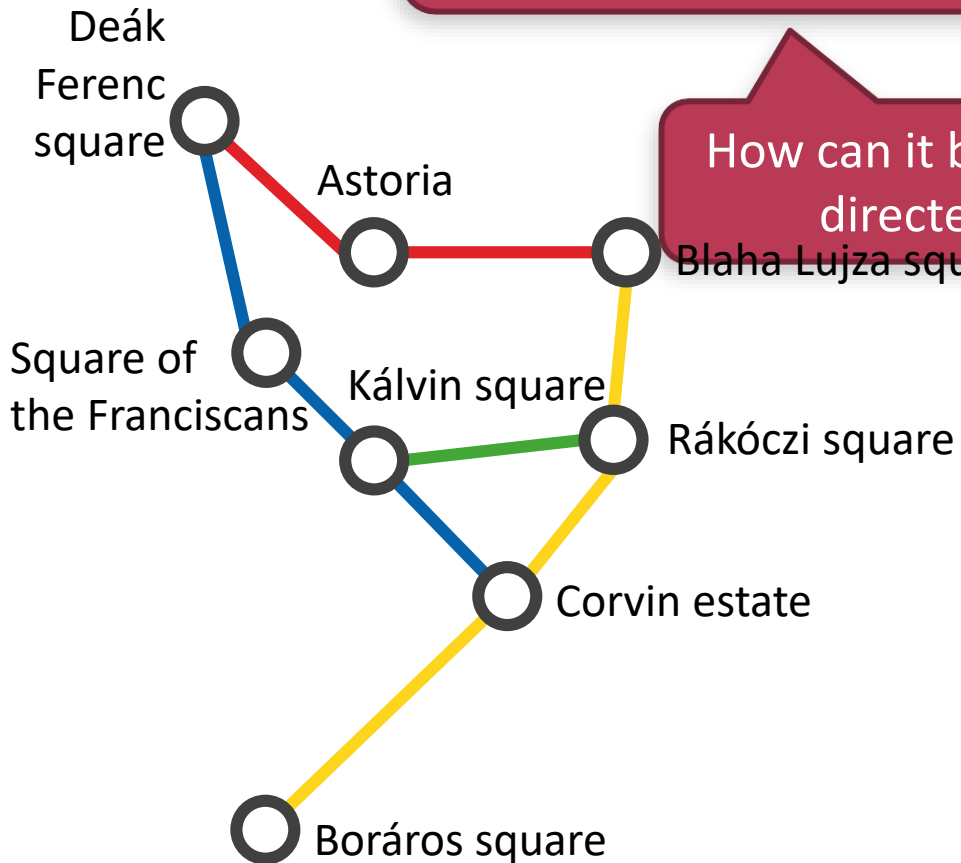 Deák
Ferenc
square
How can it
directe
Astoria
Blaha Lujza
Square of
the Franciscans
Kálvin square
Rákóczi square
Corvin estate
Boráros square